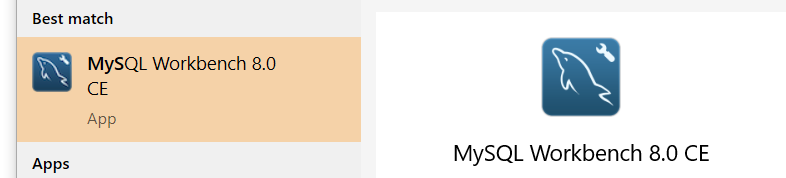 Best match
MySQL Workbench 8.0
CE
App
Apps
MySQL Workbench 8.0 CE